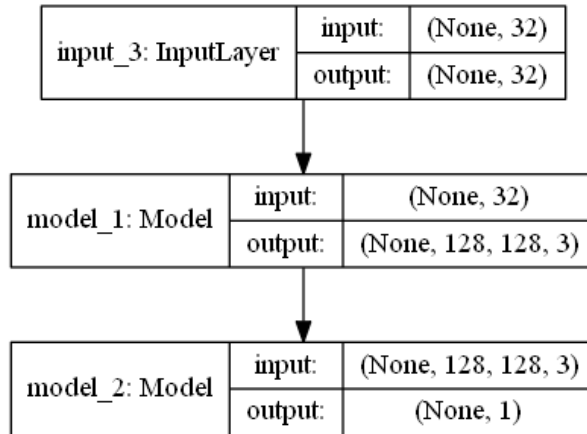 input_3: InputLayer
input: (None, 32)
output: (None, 32)
model_1: Model
input: (None, 32)
output: (None, 128, 128, 3)
model_2: Model
input: (None, 128, 128, 3)
output: (None, 1)